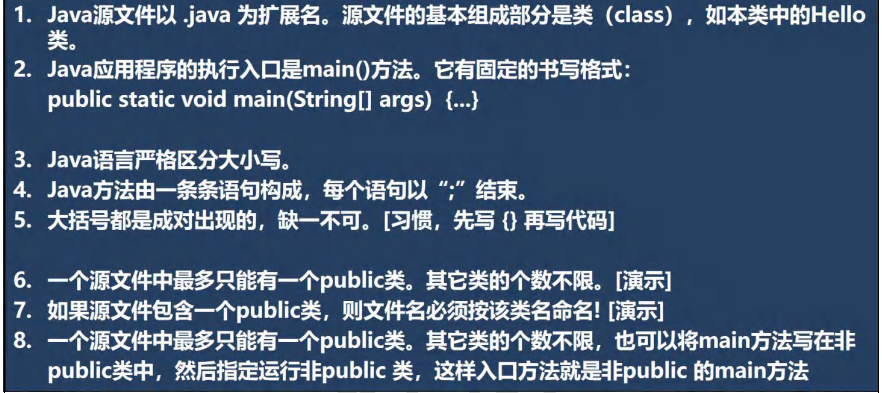 1. Java源文件以 .java 为扩展名。源文件的基本组成部分是类（class），如本类中的Hello
类。
2. Java应用程序的执行入口是main()方法。它有固定的书写格式：
public static void main(String[] args) {...}
3. Java语言严格区分大小写。
4. Java方法由一条条语句构成，每个语句以“;”结束。
5. 大括号都是成对出现的，缺一不可。[习惯，先写 {} 再写代码]
6. 一个源文件中最多只能有一个public类。其它类的个数不限。[演示]
7. 如果源文件包含一个public类，则文件名必须按该类名命名! [演示]
8. 一个源文件中最多只能有一个public类。其它类的个数不限，也可以将main方法写在非
public类中，然后指定运行非public 类，这样入口方法就是非public 的main方法